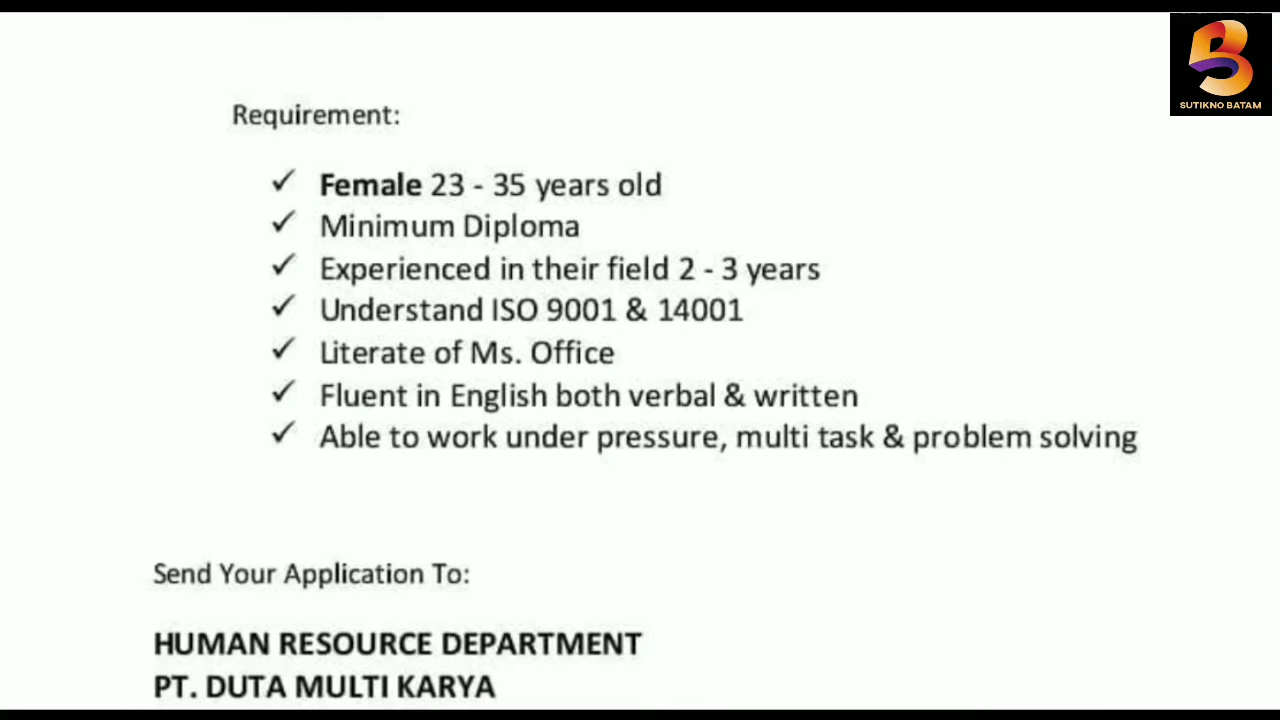 SUTIKNO BATAM
Requirement:
✓ Female 23 - 35 years old
✓ Minimum Diploma
✓ Experienced in their field 2 - 3 years
✓ Understand ISO 9001 & 14001
✓ Literate of Ms. Office
✓ Fluent in English both verbal & written
✓ Able to work under pressure, multi task & problem solving
Send Your Application To:
HUMAN RESOURCE DEPARTMENT
PT. DUTA MULTI KARYA